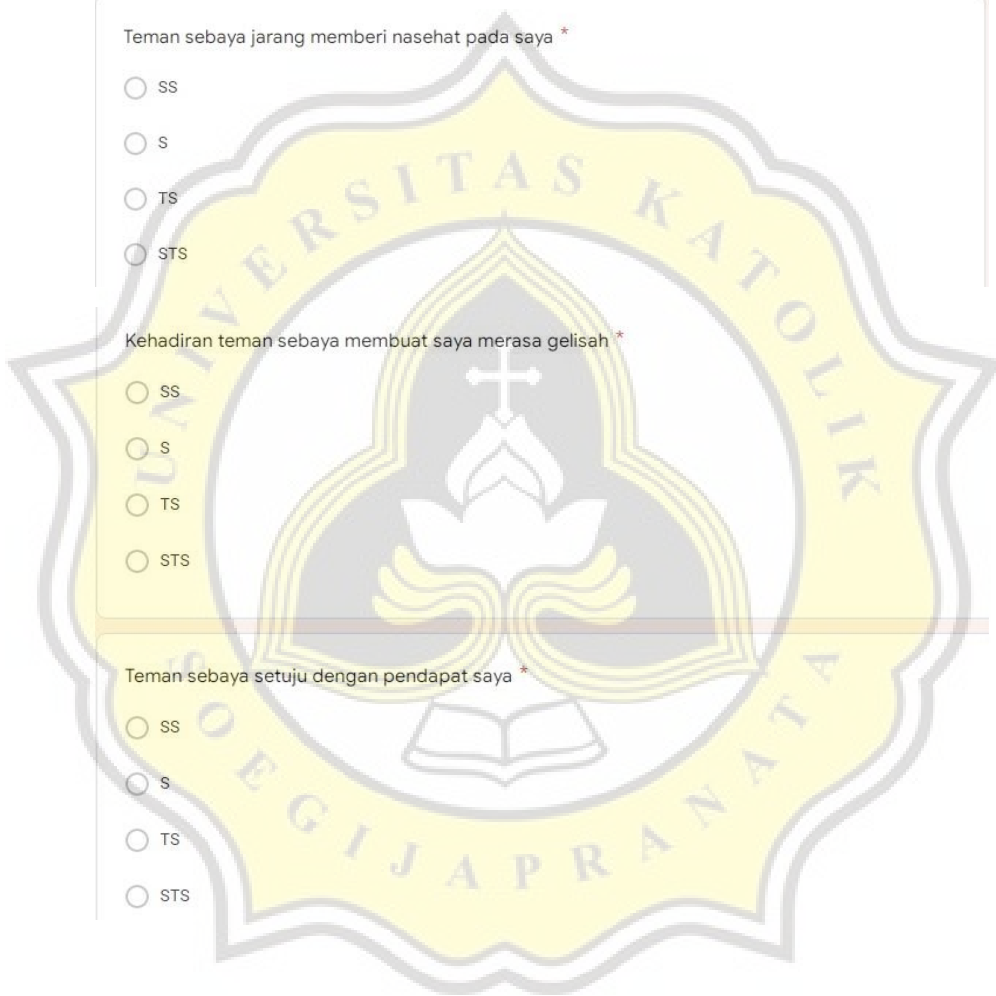 Teman sebaya jarang memberi nasehat pada saya *
SS
S
TS
STS
Kehadiran teman sebaya membuat saya merasa gelisah *
SS
S
TS
STS
Teman sebaya setuju dengan pendapat saya *
SS
S
TS
STS
UNIVERSITAS KATOLIK
SOEGIJAPRANATA